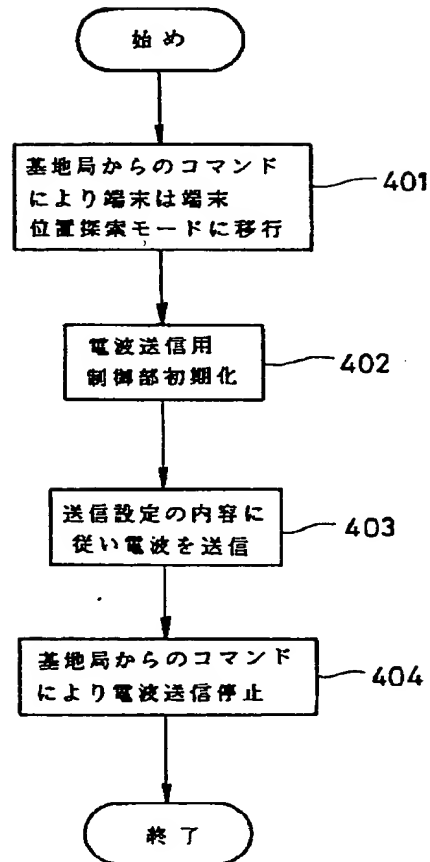 始め
基地局からのコマンド
により端末は端末
位置探索モードに移行
401
電波送信用
制御部初期化
402
送信設定の内容に
従い電波を送信
403
基地局からのコマンド
により電波送信停止
404
終了